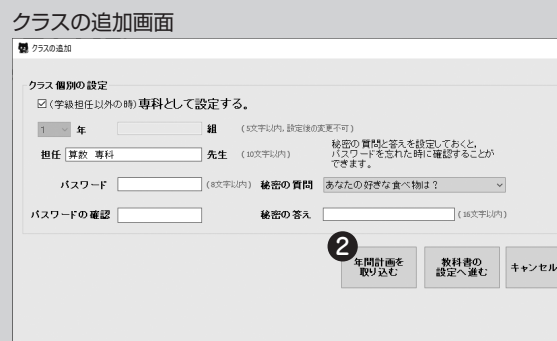 クラスの追加画面
クラスの追加
クラス個別の設定
☑(学級担任以外の時)専科として設定する。
1 年 組 (5文字以内、設定後の変更不可)
担任 算数 専科 先生 (10文字以内)
秘密の質問と答えを設定しておくと、
パスワードを忘れた時に確認することが
できます。
パスワード (8文字以内) 秘密の質問 あなたの好きな食べ物は?
パスワードの確認 秘密の答え (16文字以内)
2
年間計画を
取り込む
教科書の
設定へ進む
キャンセル